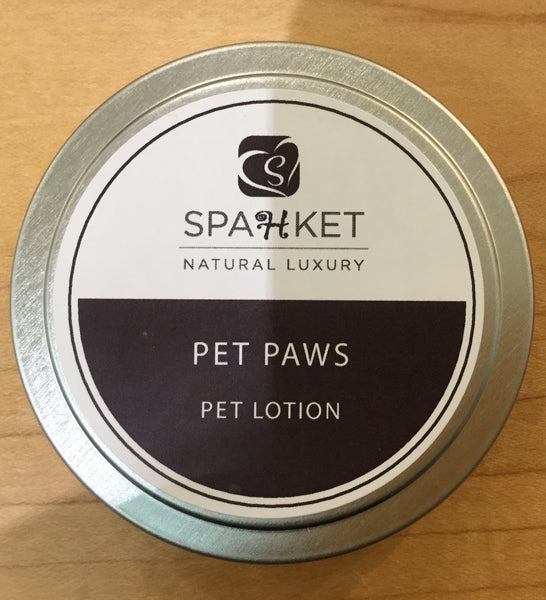 S
SPAHKET
NATURAL LUXURY
PET PAWS
PET LOTION